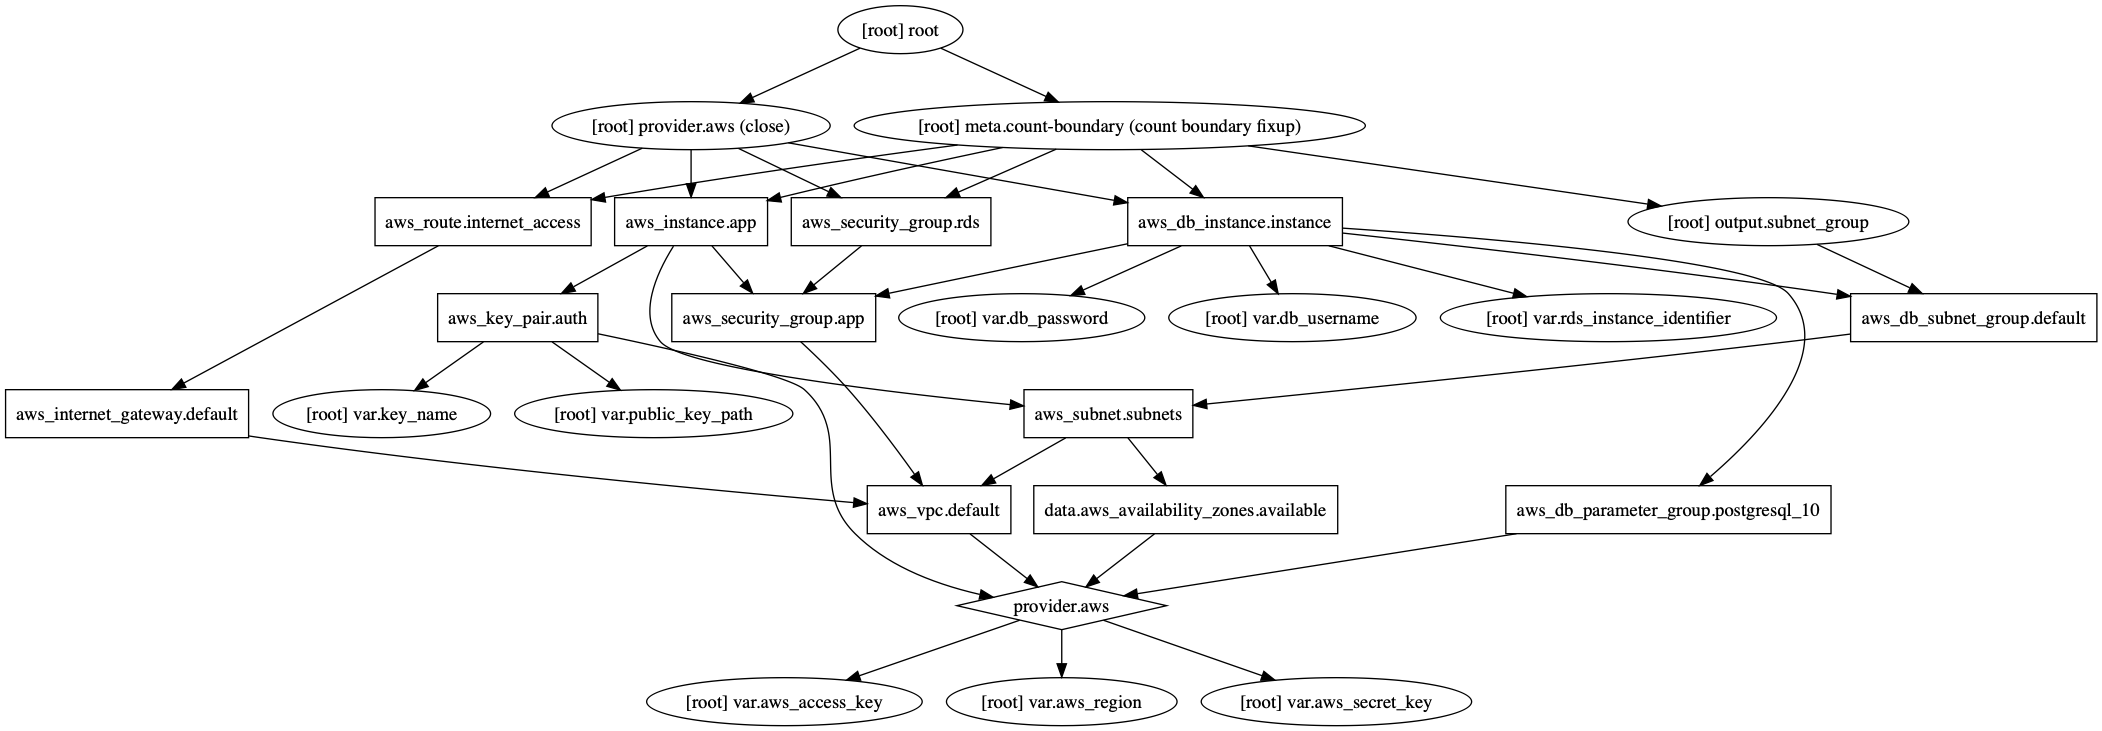 [root] root
[root] provider.aws (close)
[root] meta.count-boundary (count boundary fixup)
aws_route.internet_access
aws_instance.app
aws_security_group.rds
aws_db_instance.instance
[root] output.subnet_group
aws_key_pair.auth
aws_security_group.app
[root] var.db_password
[root] var.db_username
[root] var.rds_instance_identifier
aws_db_subnet_group.default
aws_internet_gateway.default
[root] var.key_name
[root] var.public_key_path
aws_subnet.subnets
aws_vpc.default
data.aws_availability_zones.available
aws_db_parameter_group.postgresql_10
provider.aws
[root] var.aws_access_key
[root] var.aws_region
[root] var.aws_secret_key